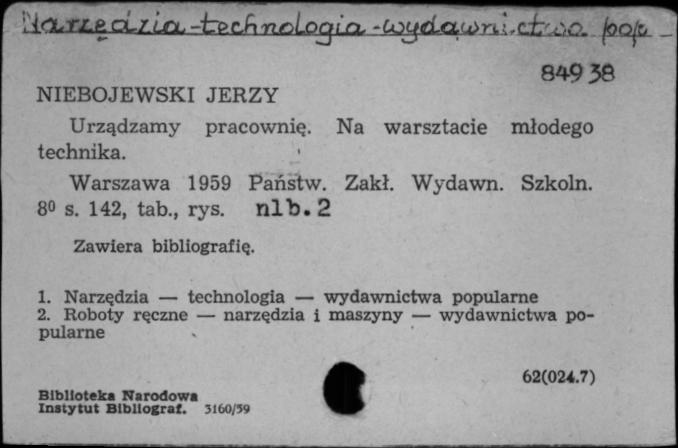 Narzędzia-technologia-wydawnictwa pop
849 38
NIEBOJEWSKI JERZY
Urządzamy pracownię. Na warsztacie młodego
technika.
Warszawa 1959 Państw. Zakł. Wydawn. Szkoln.
8⁰ s. 142, tab., rys. nlb.2
Zawiera bibliografię.
1. Narzędzia — technologia — wydawnictwa popularne
2. Roboty ręczne — narzędzia i maszyny — wydawnictwa po-
pularne
62(024.7)
Biblioteka Narodowa
Instytut Bibliograf. 3160/59